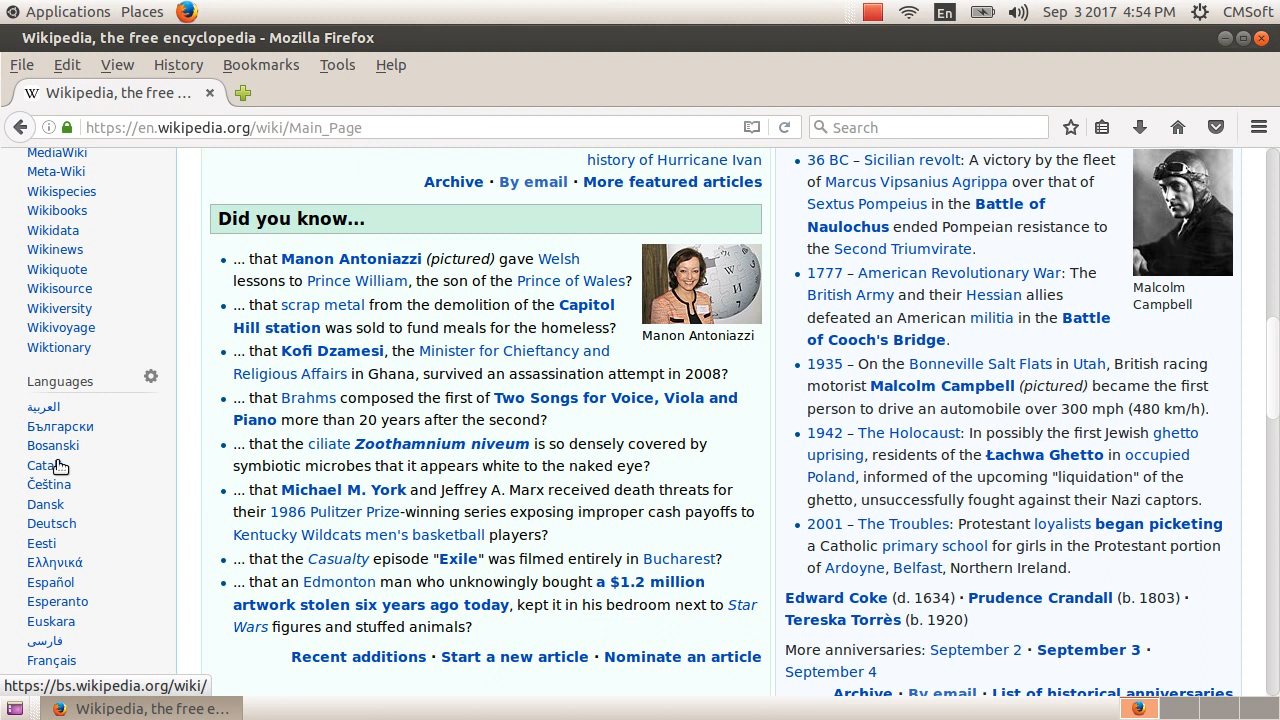 Applications Places
En
Sep 3 2017 4:54 PM
CMSoft
Wikipedia, the free encyclopedia - Mozilla Firefox
File Edit View History Bookmarks Tools Help
W Wikipedia, the free ...
https://en.wikipedia.org/wiki/Main_Page
Search
MediaWiki
Meta-Wiki
Wikispecies
Wikibooks
Wikidata
Wikinews
Wikiquote
Wikisource
Wikiversity
Wikivoyage
Wiktionary
Languages
العربية
Български
Bosanski
Čeština
Dansk
Deutsch
Eesti
Ελληνικά
Español
Esperanto
Euskara
فارسی
Français
https://bs.wikipedia.org/wiki/
history of Hurricane Ivan
Archive · By email · More featured articles
Did you know...
... that Manon Antoniazzi (pictured) gave Welsh
lessons to Prince William, the son of the Prince of Wales?
... that scrap metal from the demolition of the Capitol
Hill station was sold to fund meals for the homeless?
Manon Antoniazzi
... that Kofi Dzamesi, the Minister for Chieftancy and
Religious Affairs in Ghana, survived an assassination attempt in 2008?
... that Brahms composed the first of Two Songs for Voice, Viola and
Piano more than 20 years after the second?
... that the ciliate Zoothamnium niveum is so densely covered by
symbiotic microbes that it appears white to the naked eye?
... that Michael M. York and Jeffrey A. Marx received death threats for
their 1986 Pulitzer Prize-winning series exposing improper cash payoffs to
Kentucky Wildcats men's basketball players?
... that the Casualty episode "Exile" was filmed entirely in Bucharest?
... that an Edmonton man who unknowingly bought a $1.2 million
artwork stolen six years ago today, kept it in his bedroom next to Star
Wars figures and stuffed animals?
Recent additions · Start a new article · Nominate an article
36 BC – Sicilian revolt: A victory by the fleet
of Marcus Vipsanius Agrippa over that of
Sextus Pompeius in the Battle of
Naulochus ended Pompeian resistance to
the Second Triumvirate.
1777 – American Revolutionary War: The
British Army and their Hessian allies
defeated an American militia in the Battle
of Cooch's Bridge.
Malcolm
Campbell
1935 – On the Bonneville Salt Flats in Utah, British racing
motorist Malcolm Campbell (pictured) became the first
person to drive an automobile over 300 mph (480 km/h).
1942 – The Holocaust: In possibly the first Jewish ghetto
uprising, residents of the Łachwa Ghetto in occupied
Poland, informed of the upcoming "liquidation" of the
ghetto, unsuccessfully fought against their Nazi captors.
2001 – The Troubles: Protestant loyalists began picketing
a Catholic primary school for girls in the Protestant portion
of Ardoyne, Belfast, Northern Ireland.
Edward Coke (d. 1634) · Prudence Crandall (b. 1803) ·
Tereska Torrès (b. 1920)
More anniversaries: September 2 · September 3 ·
September 4
Archive · By email · List of historical anniversaries
Wikipedia, the free e...